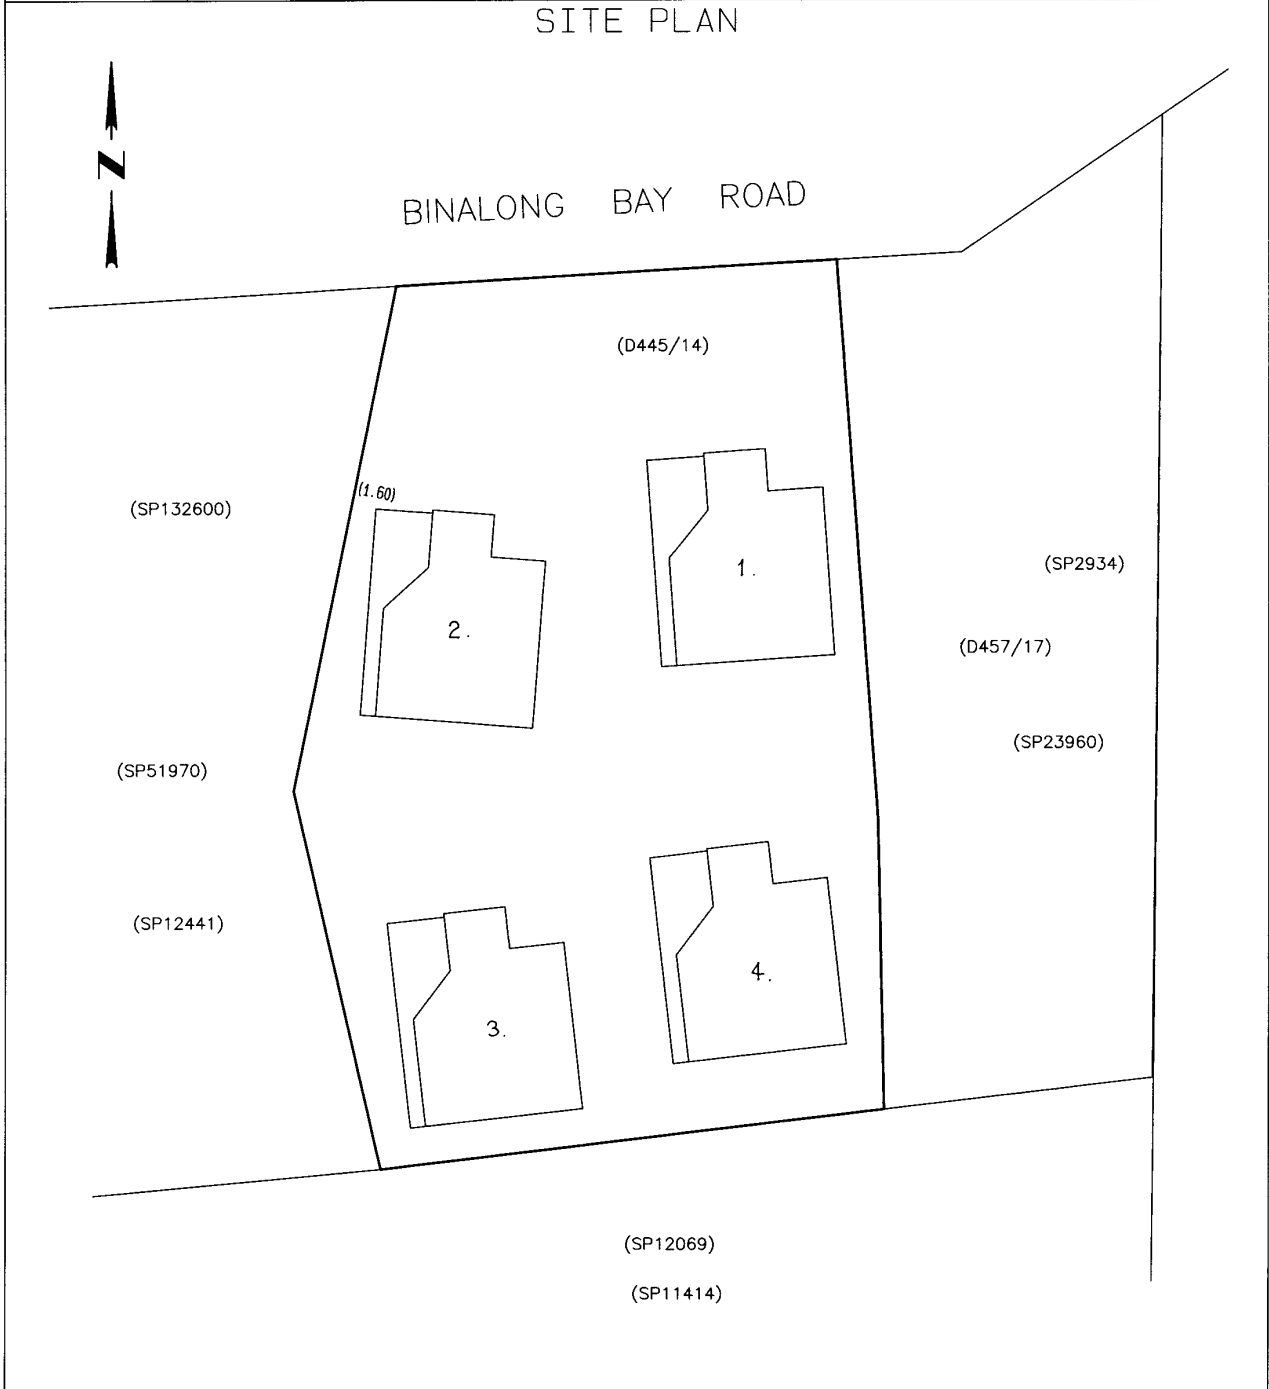 SITE PLAN
N
BINALONG BAY ROAD
(D445/14)
(1.60)
(SP132600)
1.
(SP2934)
2.
(D457/17)
(SP23960)
(SP51970)
(SP12441)
4.
3.
(SP12069)
(SP11414)